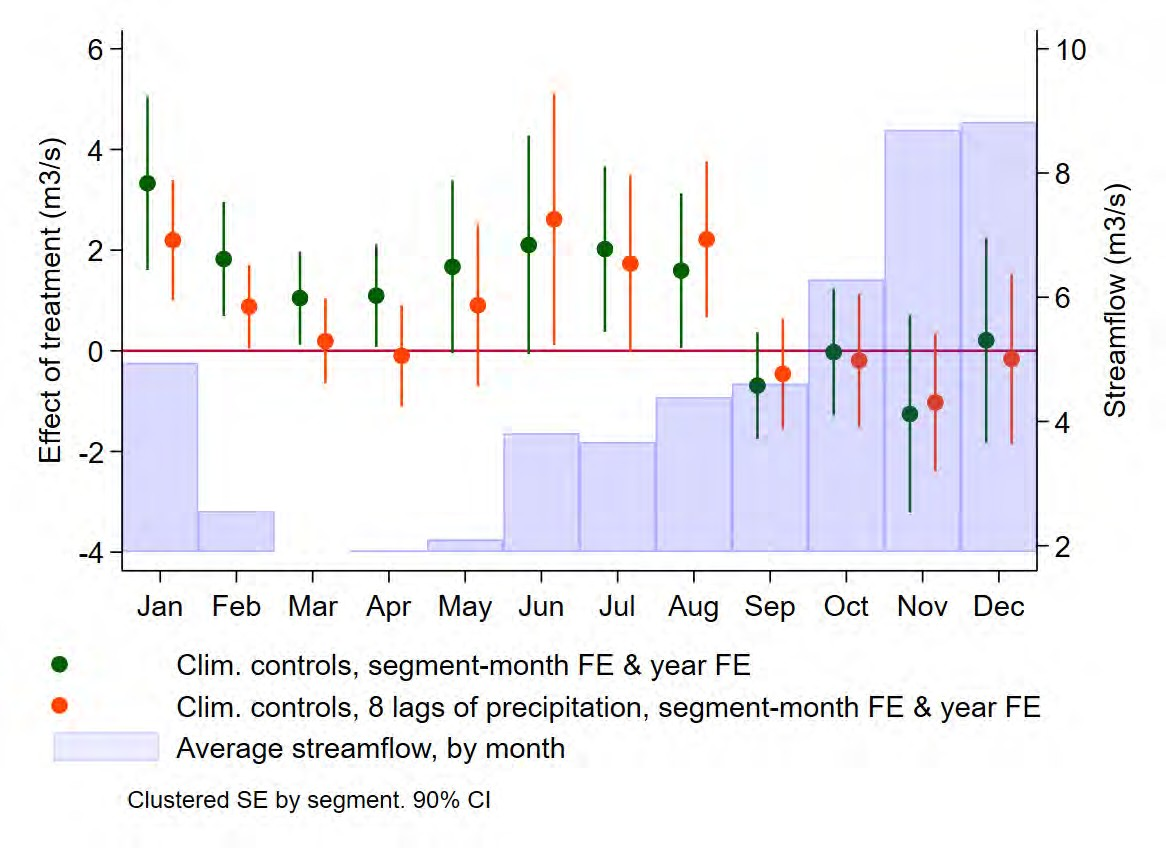 6
4
2
0
-2
-4
Effect of treatment (m3/s)
10
8
6
4
2
Streamflow (m3/s)
Jan Feb Mar Apr May Jun Jul Aug Sep Oct Nov Dec
Clim. controls, segment-month FE & year FE
Clim. controls, 8 lags of precipitation, segment-month FE & year FE
Average streamflow, by month
Clustered SE by segment. 90% CI